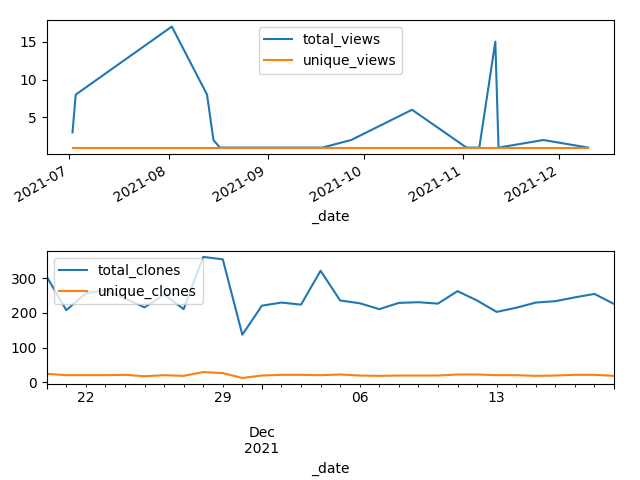 15
10
5
total_views
unique_views
2021-07
2021-08
2021-09
2021-10
2021-11
2021-12
_date
300
200
100
0
total_clones
unique_clones
22
29
06
13
Dec
2021
_date